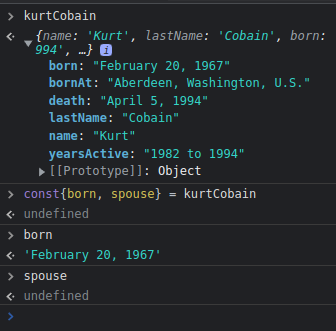 kurtCobain
{name: 'Kurt', lastName: 'Cobain', born:
994', …} i
born: "February 20, 1967"
bornAt: "Aberdeen, Washington, U.S."
death: "April 5, 1994"
lastName: "Cobain"
name: "Kurt"
yearsActive: "1982 to 1994"
[[Prototype]]: Object
const{born, spouse} = kurtCobain
undefined
born
'February 20, 1967'
spouse
undefined